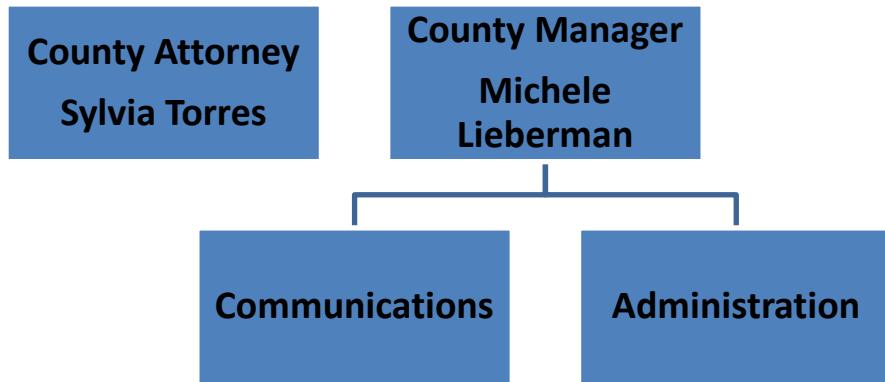 County Attorney
Sylvia Torres
County Manager
Michele
Lieberman
Communications
Administration